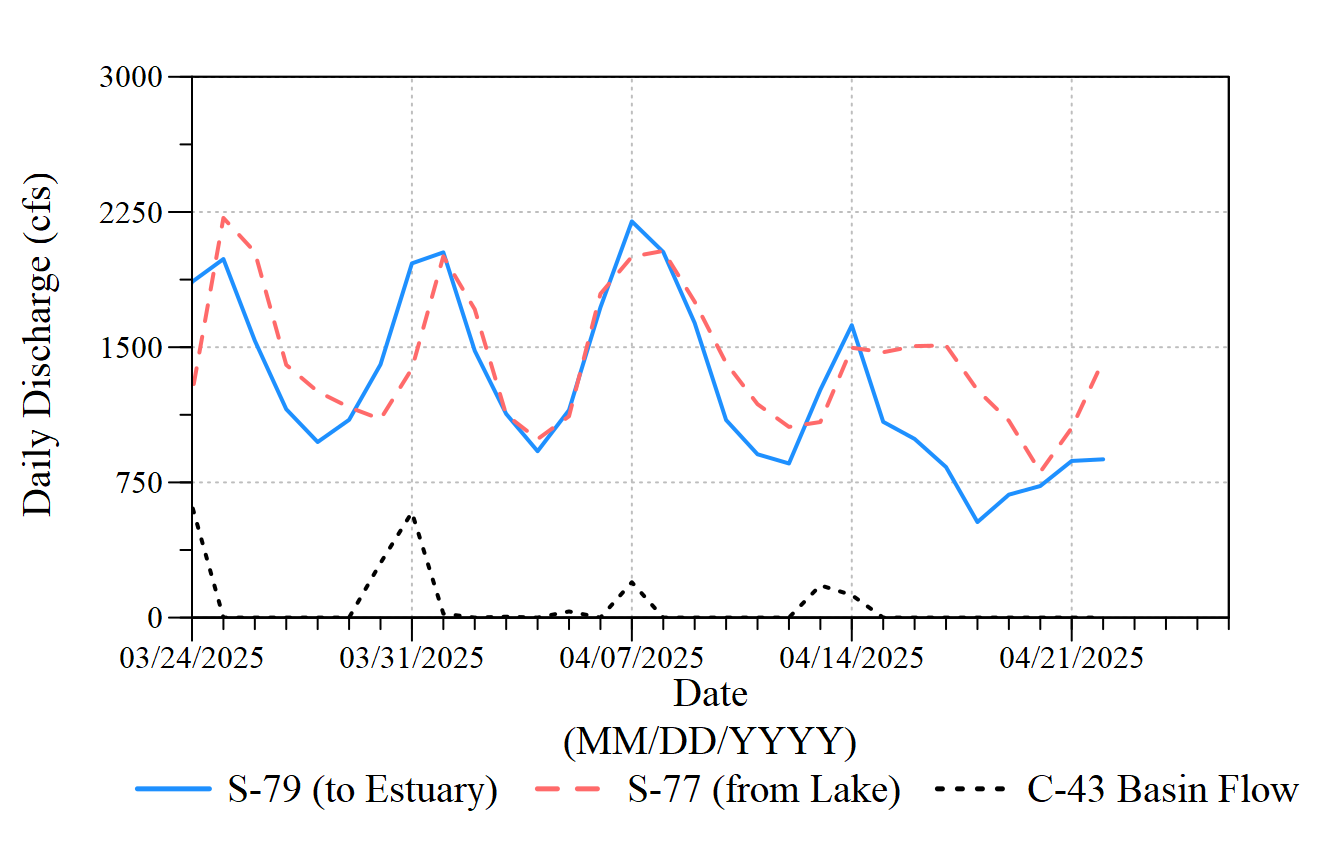 3000
2250
1500
750
0
Daily Discharge (cfs)
03/24/2025 03/31/2025 04/07/2025 04/14/2025 04/21/2025
Date
(MM/DD/YYYY)
S-79 (to Estuary) S-77 (from Lake) C-43 Basin Flow